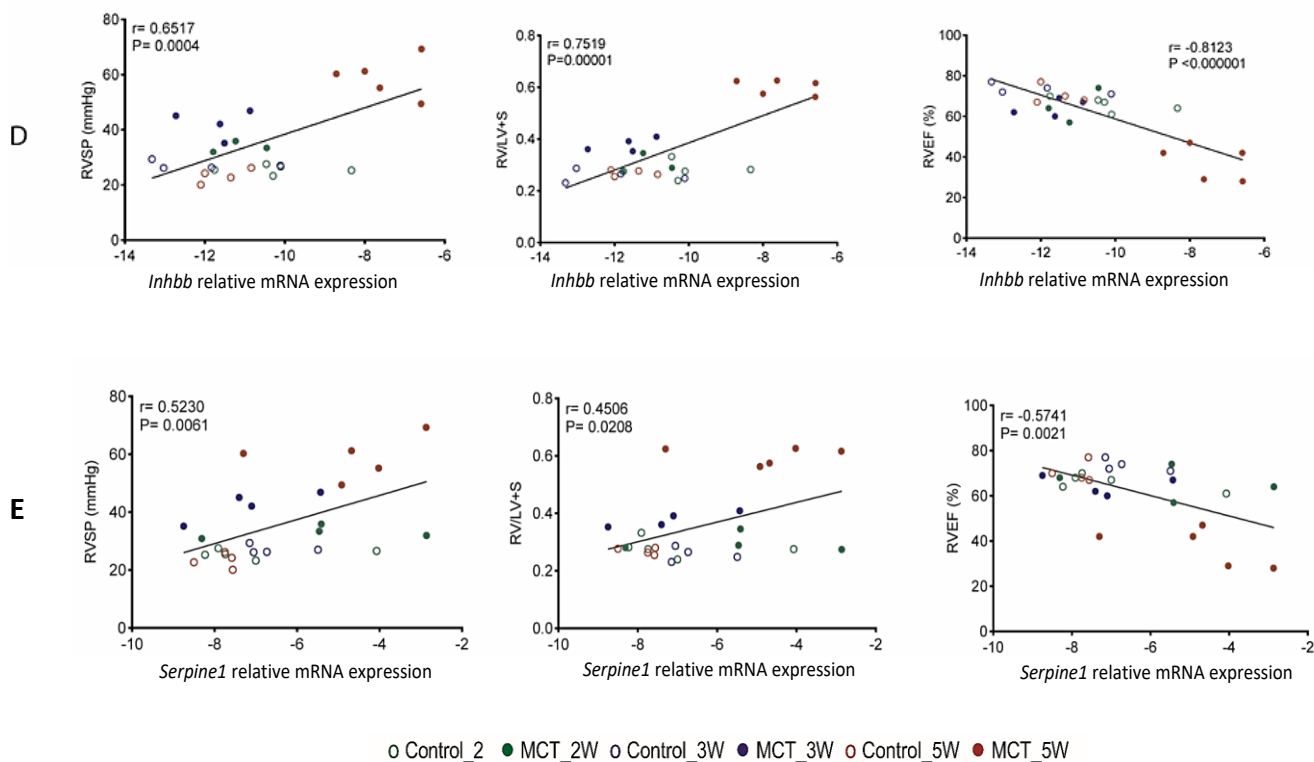 D
r= 0.6517
P= 0.0004
RVSP (mmHg)
80
60
40
20
0
-14 -12 -10 -8 -6 -4
Inhbb relative mRNA expression
r= 0.7519
P=0.00001
RV/LV+S
0.8
0.6
0.4
0.2
0.0
-14 -12 -10 -8 -6 -4
Inhbb relative mRNA expression
r= -0.8123
P <0.000001
RVEF (%)
100
80
60
40
20
0
-14 -12 -10 -8 -6
Inhbb relative mRNA expression
E
r= 0.5230
P= 0.0061
RVSP (mmHg)
80
60
40
20
0
-10 -8 -6 -4 -2
Serpine1 relative mRNA expression
r= 0.4506
P= 0.0208
RV/LV+S
0.8
0.6
0.4
0.2
0.0
-10 -8 -6 -4 -2
Serpine1 relative mRNA expression
r= -0.5741
P= 0.0021
RVEF (%)
100
80
60
40
20
0
-10 -8 -6 -4 -2
Serpine1 relative mRNA expression
Control_2 MCT_2W Control_3W MCT_3W Control_5W MCT_5W